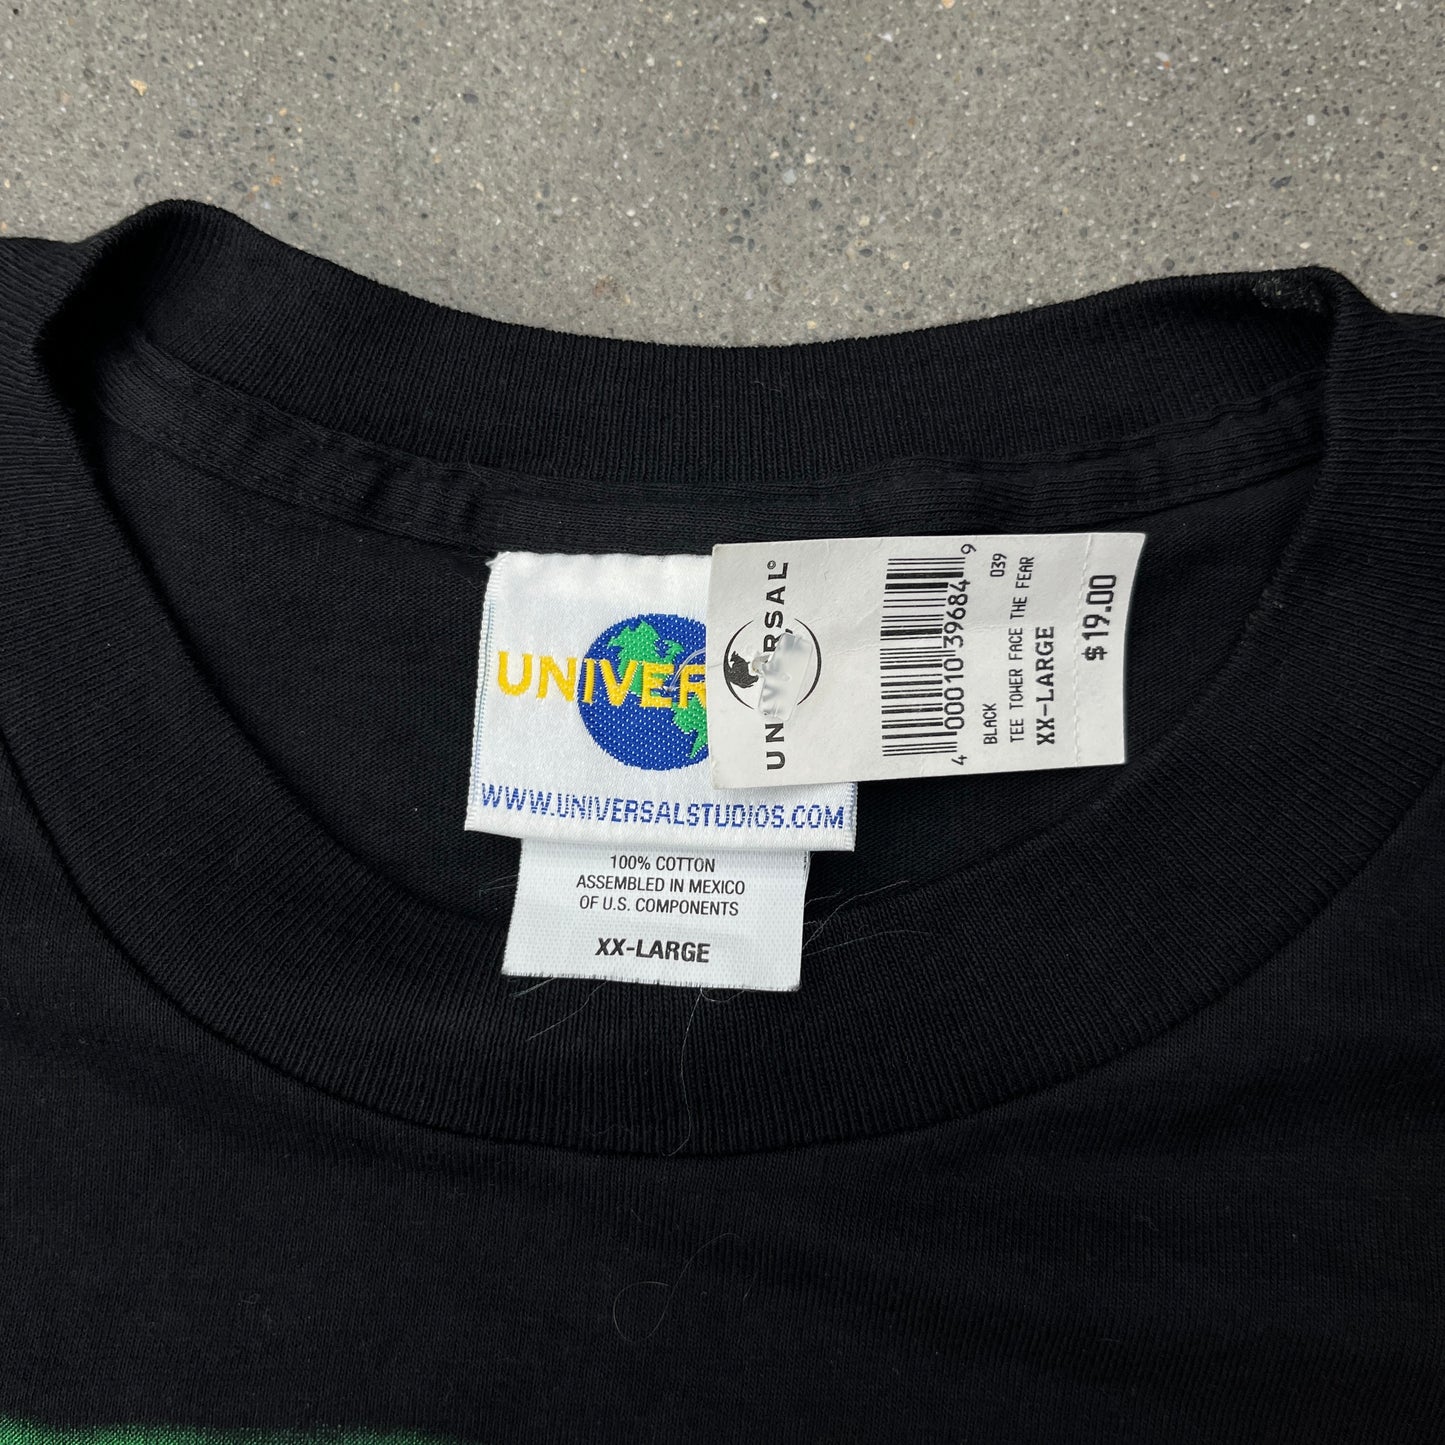 UNIVER
WWW.UNIVERSALSTUDIOS.COM
100% COTTON
ASSEMBLED IN MEXICO
OF U.S. COMPONENTS
XX-LARGE
UNIVERSAL©
4 00010 39684 9
BLACK 039
TEE TOWER FACE THE FEAR
XX-LARGE
$19.00